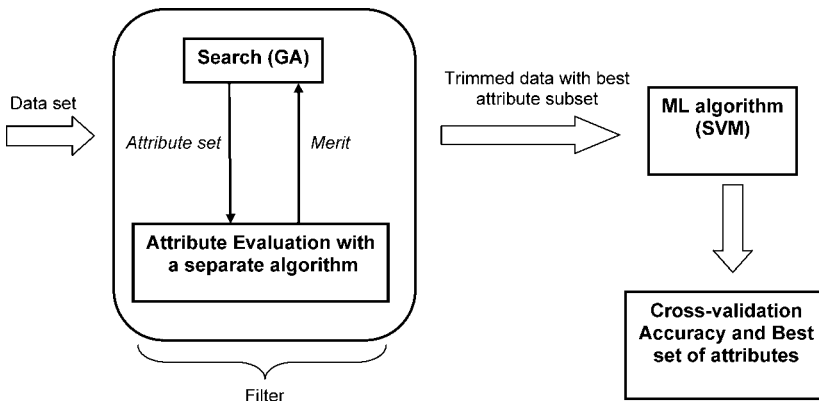 Search (GA)
Data set
Attribute set
Merit
Attribute Evaluation with
a separate algorithm
Filter
Trimmed data with best
attribute subset
ML algorithm
(SVM)
Cross-validation
Accuracy and Best
set of attributes